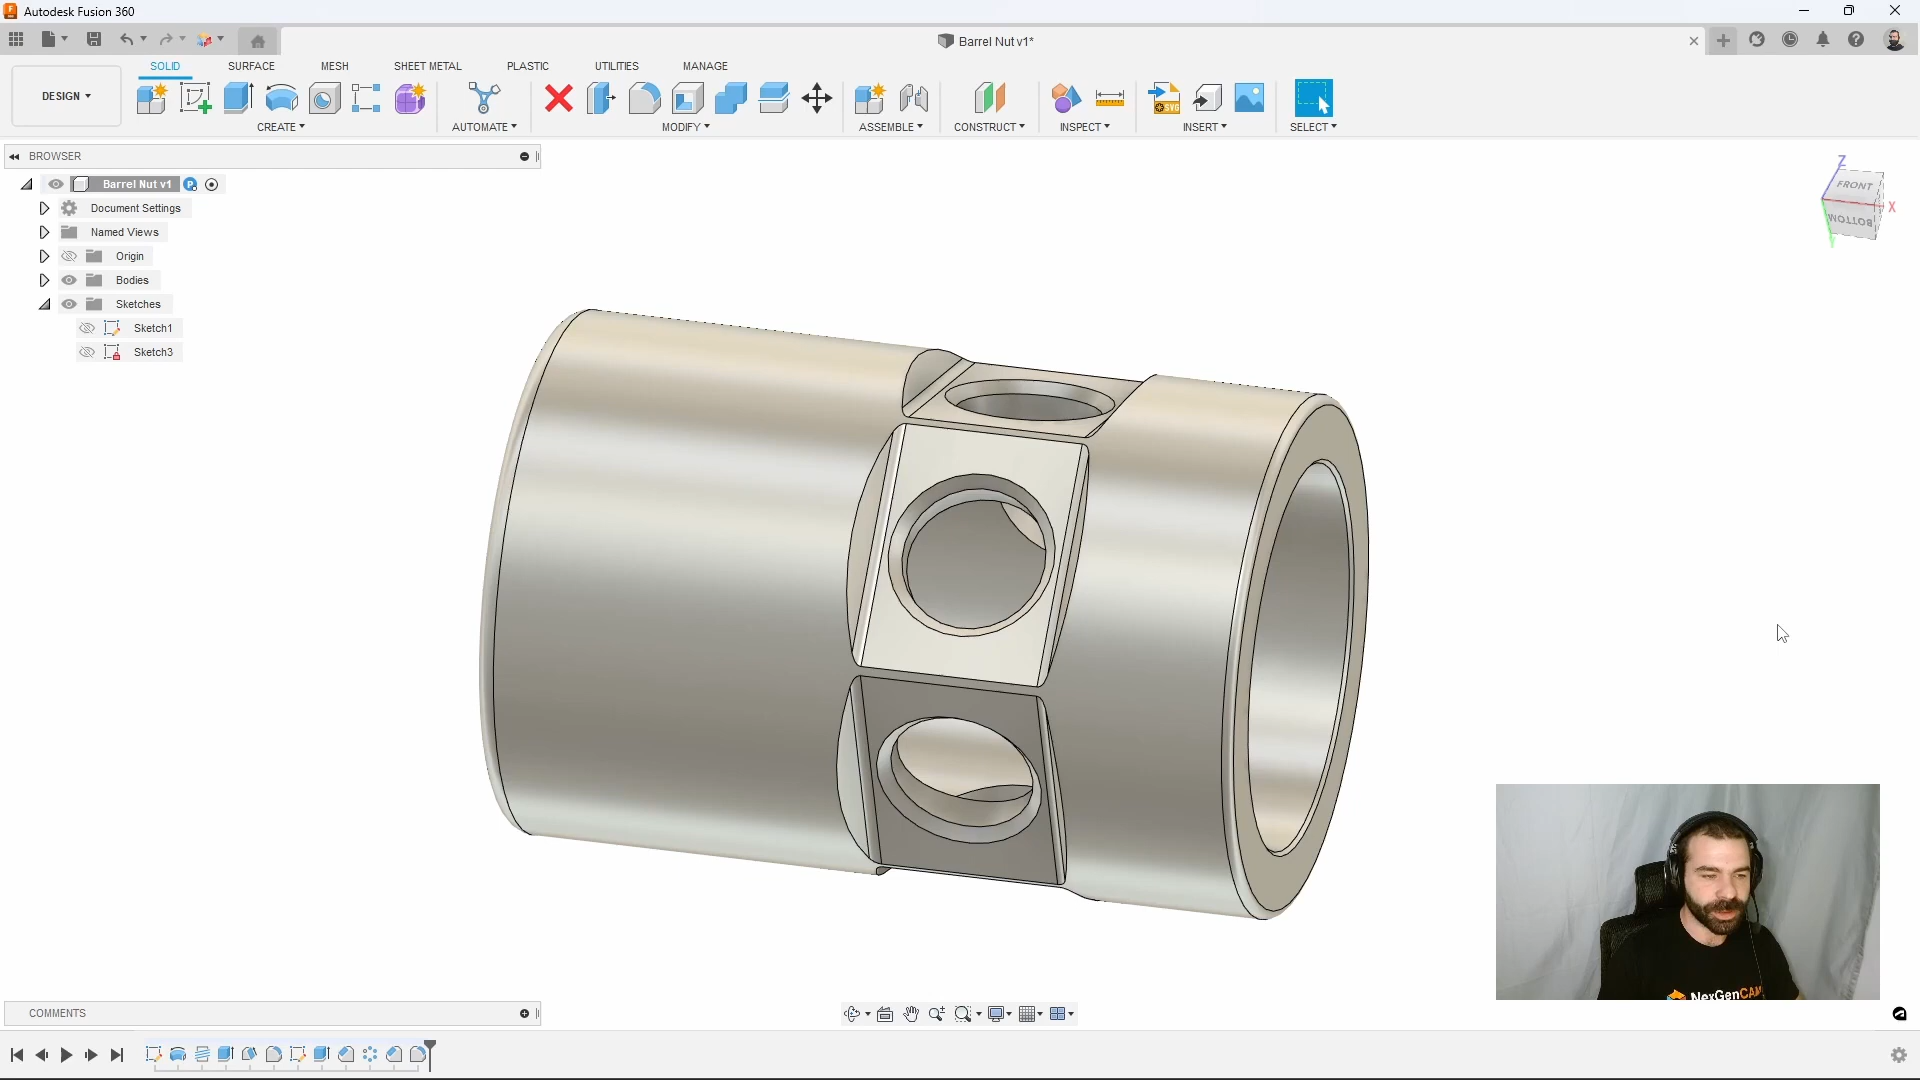 Autodesk Fusion 360
Barrel Nut v1*
DESIGN
SOLID
SURFACE
MESH
SHEET METAL
PLASTIC
UTILITIES
MANAGE
CREATE
AUTOMATE
MODIFY
ASSEMBLE
CONSTRUCT
INSPECT
INSERT
SELECT
BROWSER
Barrel Nut v1
Document Settings
Named Views
Origin
Bodies
Sketches
Sketch1
Sketch3
Z
FRONT
X
BOTTOM
NexGenCAM
COMMENTS